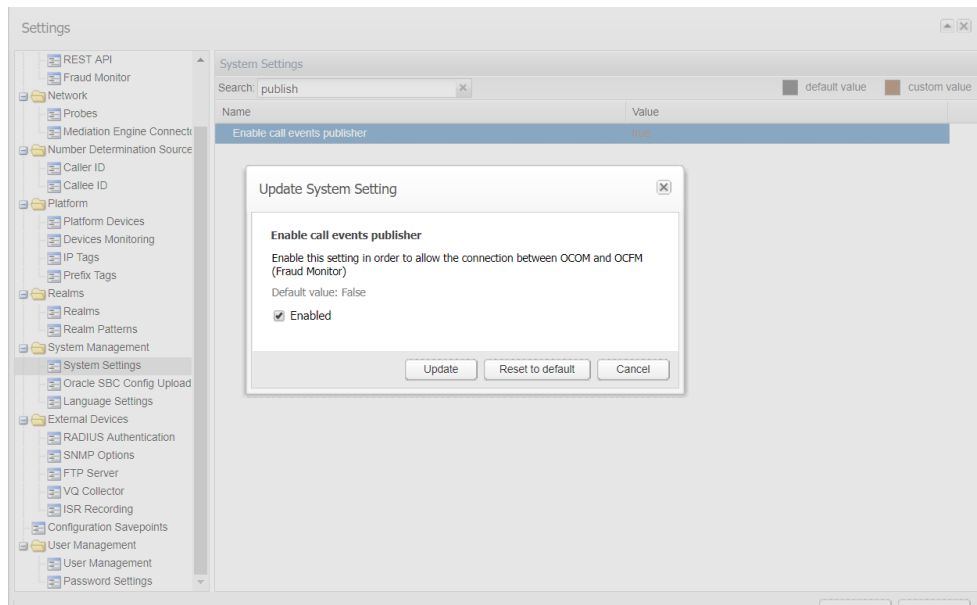 Settings
REST API
Fraud Monitor
Network
Probes
Mediation Engine Connecto
Number Determination Source
Caller ID
Callee ID
Platform
Platform Devices
Devices Monitoring
IP Tags
Prefix Tags
Realms
Realms
Realm Patterns
System Management
System Settings
Oracle SBC Config Upload
Language Settings
External Devices
RADIUS Authentication
SNMP Options
FTP Server
VQ Collector
ISR Recording
Configuration Savepoints
User Management
User Management
Password Settings
System Settings
Search: publish default value custom value
Name Value
Enable call events publisher true
Update System Setting
Enable call events publisher
Enable this setting in order to allow the connection between OCOM and OCFM
(Fraud Monitor)
Default value: False
Enabled
Update Reset to default Cancel